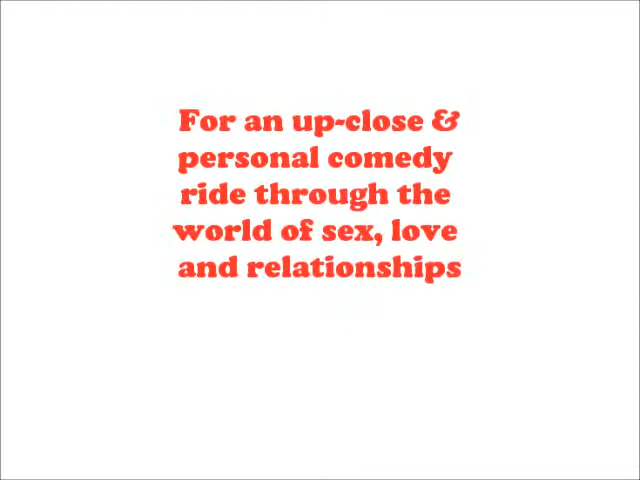 For an up-close &
personal comedy
ride through the
world of sex, love
and relationships